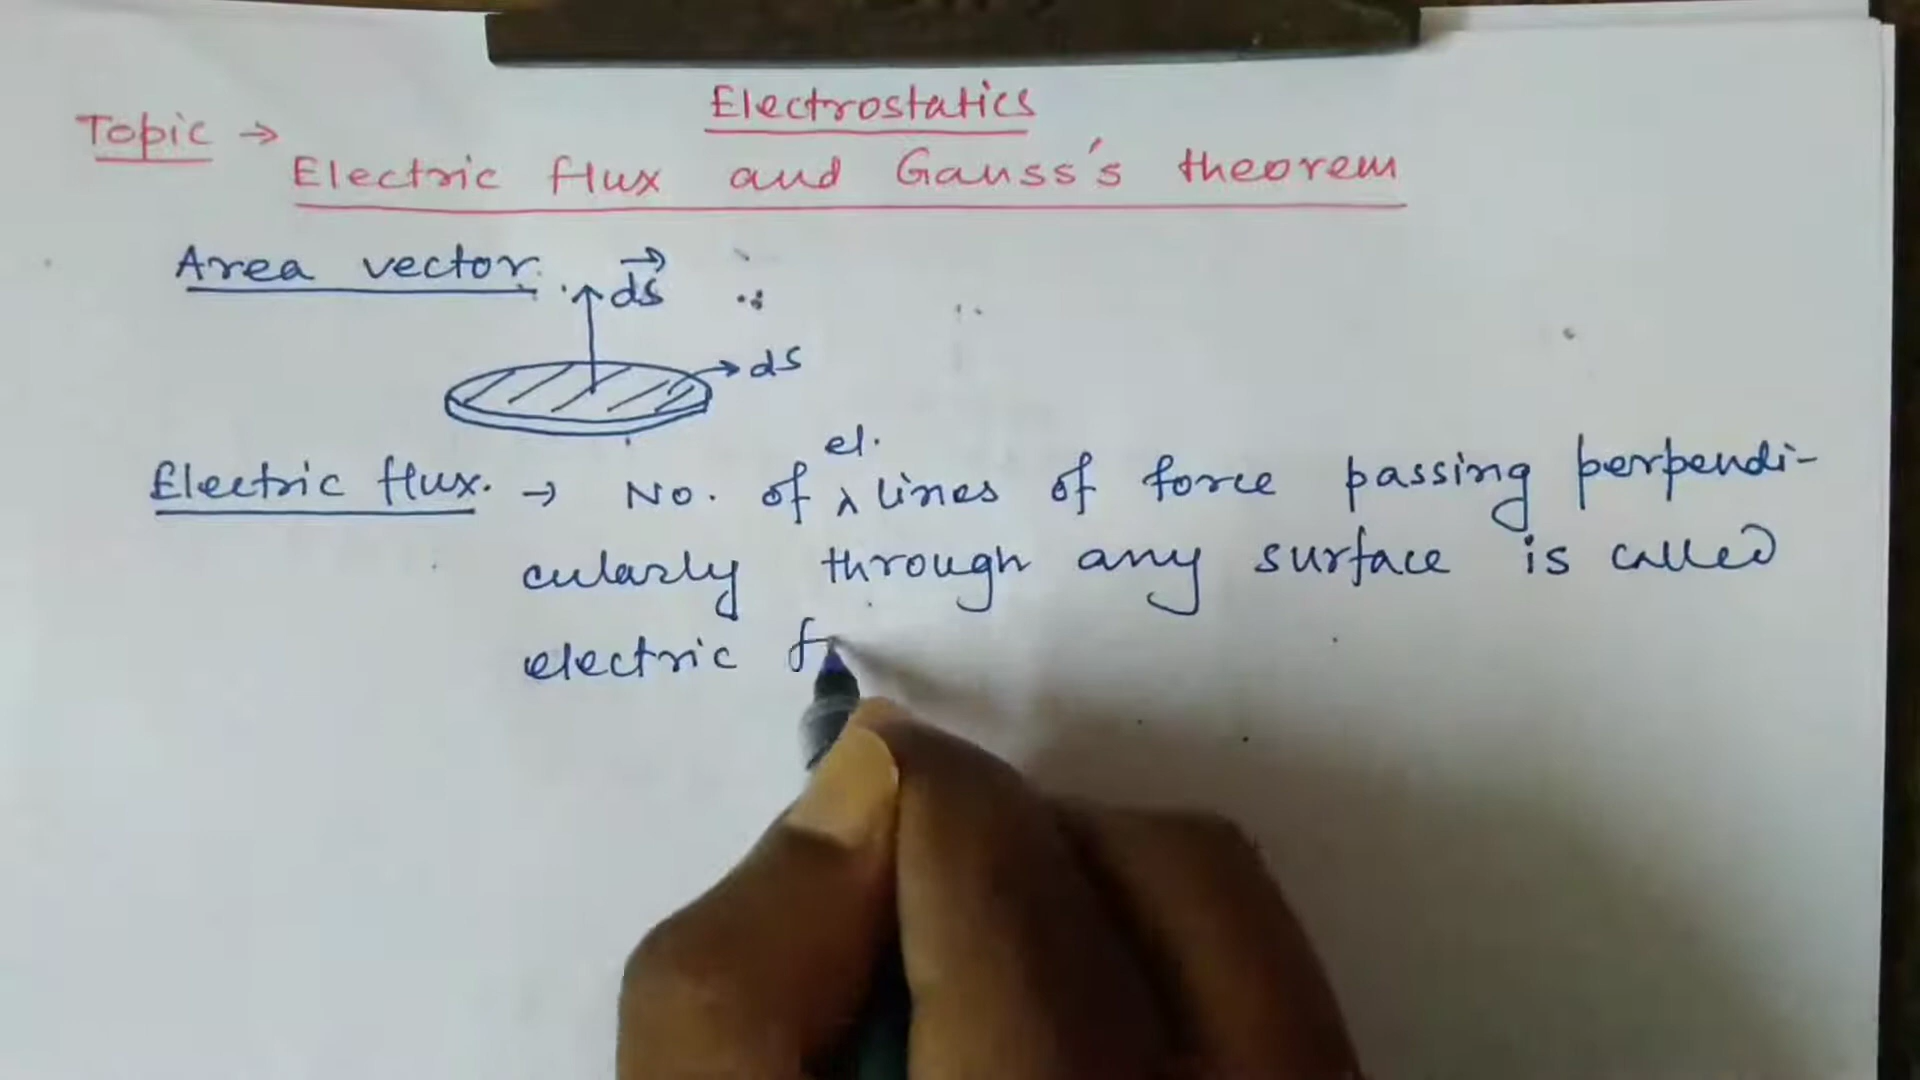 Electrostatics
Topic →
Electric flux and Gauss's theorem
Area vector.
ds
ds
el.
Electric flux. → No. of λ lines of force passing perpendi-
cularly through any surface is called
electric f